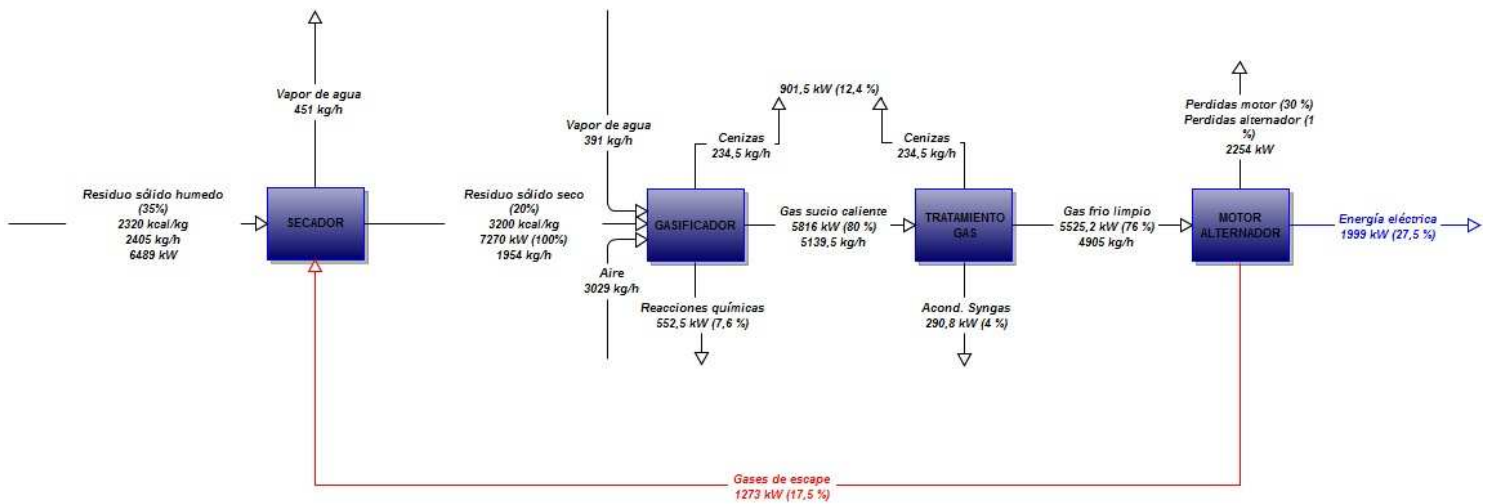 Vapor de agua
451 kg/h
Residuo sólido humedo
(35%)
2320 kcal/kg
2405 kg/h
6489 kW
SECADOR
Residuo sólido seco
(20%)
3200 kcal/kg
7270 kW (100%)
1954 kg/h
Vapor de agua
391 kg/h
Aire
3029 kg/h
901,5 kW (12,4 %)
Cenizas
234,5 kg/h
Cenizas
234,5 kg/h
GASIFICADOR
Reacciones químicas
552,5 kW (7,6 %)
Gas sucio caliente
5816 kW (80 %)
5139,5 kg/h
TRATAMIENTO
GAS
Acond. Syngas
290,8 kW (4 %)
Gas frio limpio
5525,2 kW (76 %)
4905 kg/h
Perdidas motor (30 %)
Perdidas alternador (1
%)
2254 kW
MOTOR
ALTERNADOR
Energía eléctrica
1999 kW (27,5 %)
Gases de escape
1273 kW (17,5 %)